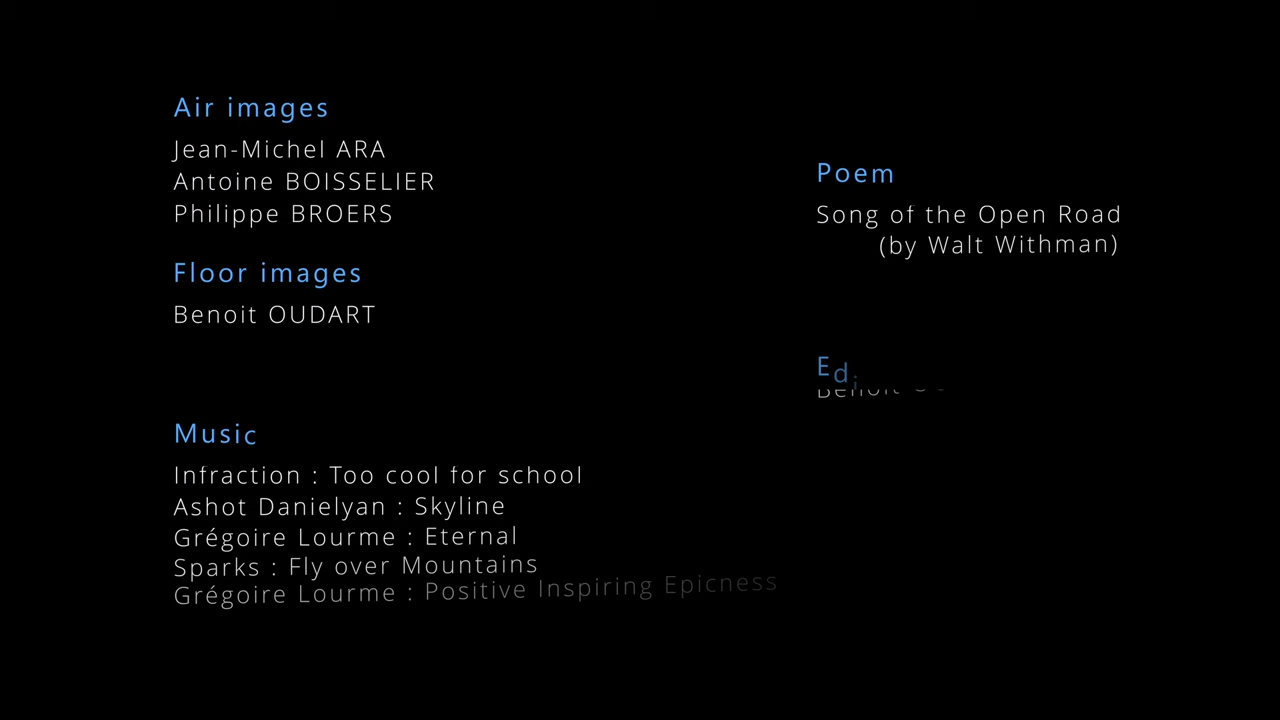 Air images
Jean-Michel ARA
Antoine BOISSELIER
Philippe BROERS
Floor images
Benoit OUDART
Music
Infraction : Too cool for school
Ashot Danielyan : Skyline
Grégoire Lourme : Eternal
Sparks : Fly over Mountains
Grégoire Lourme : Positive Inspiring Epicness
Poem
Song of the Open Road
(by Walt Withman)
Edi
Benoit